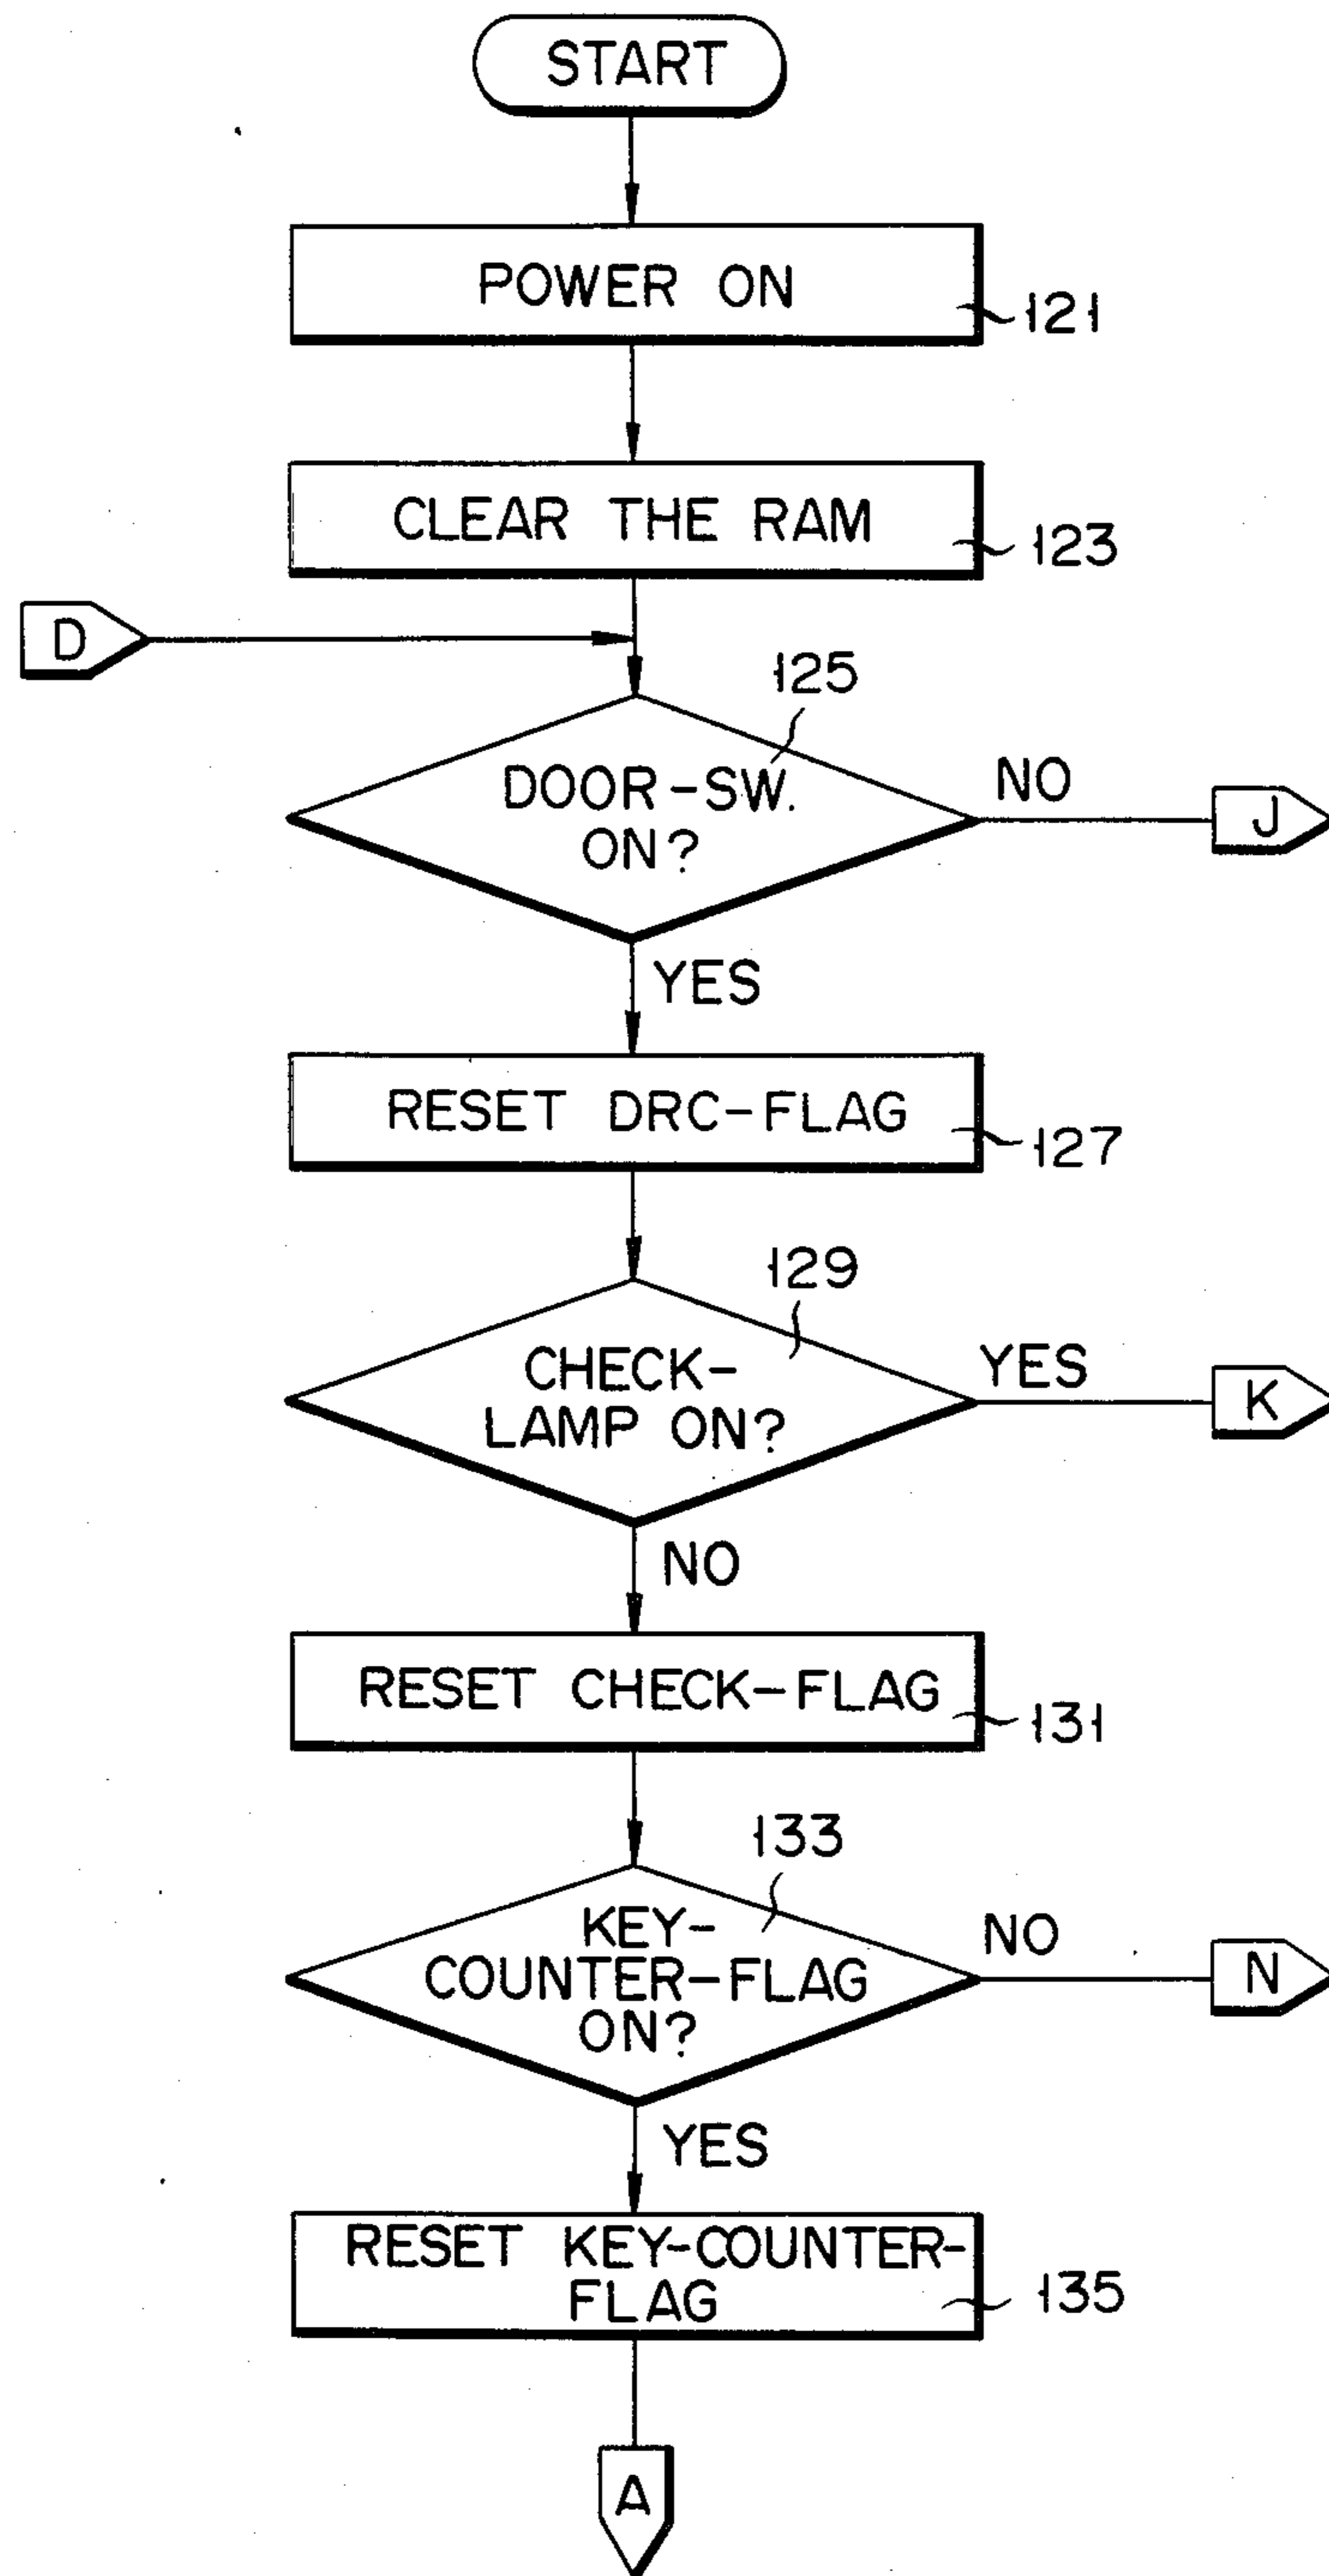 START
POWER ON
121
CLEAR THE RAM
123
D
125
DOOR-SW.
ON?
NO
J
YES
RESET DRC-FLAG
127
129
CHECK-
LAMP ON?
YES
K
NO
RESET CHECK-FLAG
131
133
KEY-
COUNTER-FLAG
ON?
NO
N
YES
RESET KEY-COUNTER-
FLAG
135
A